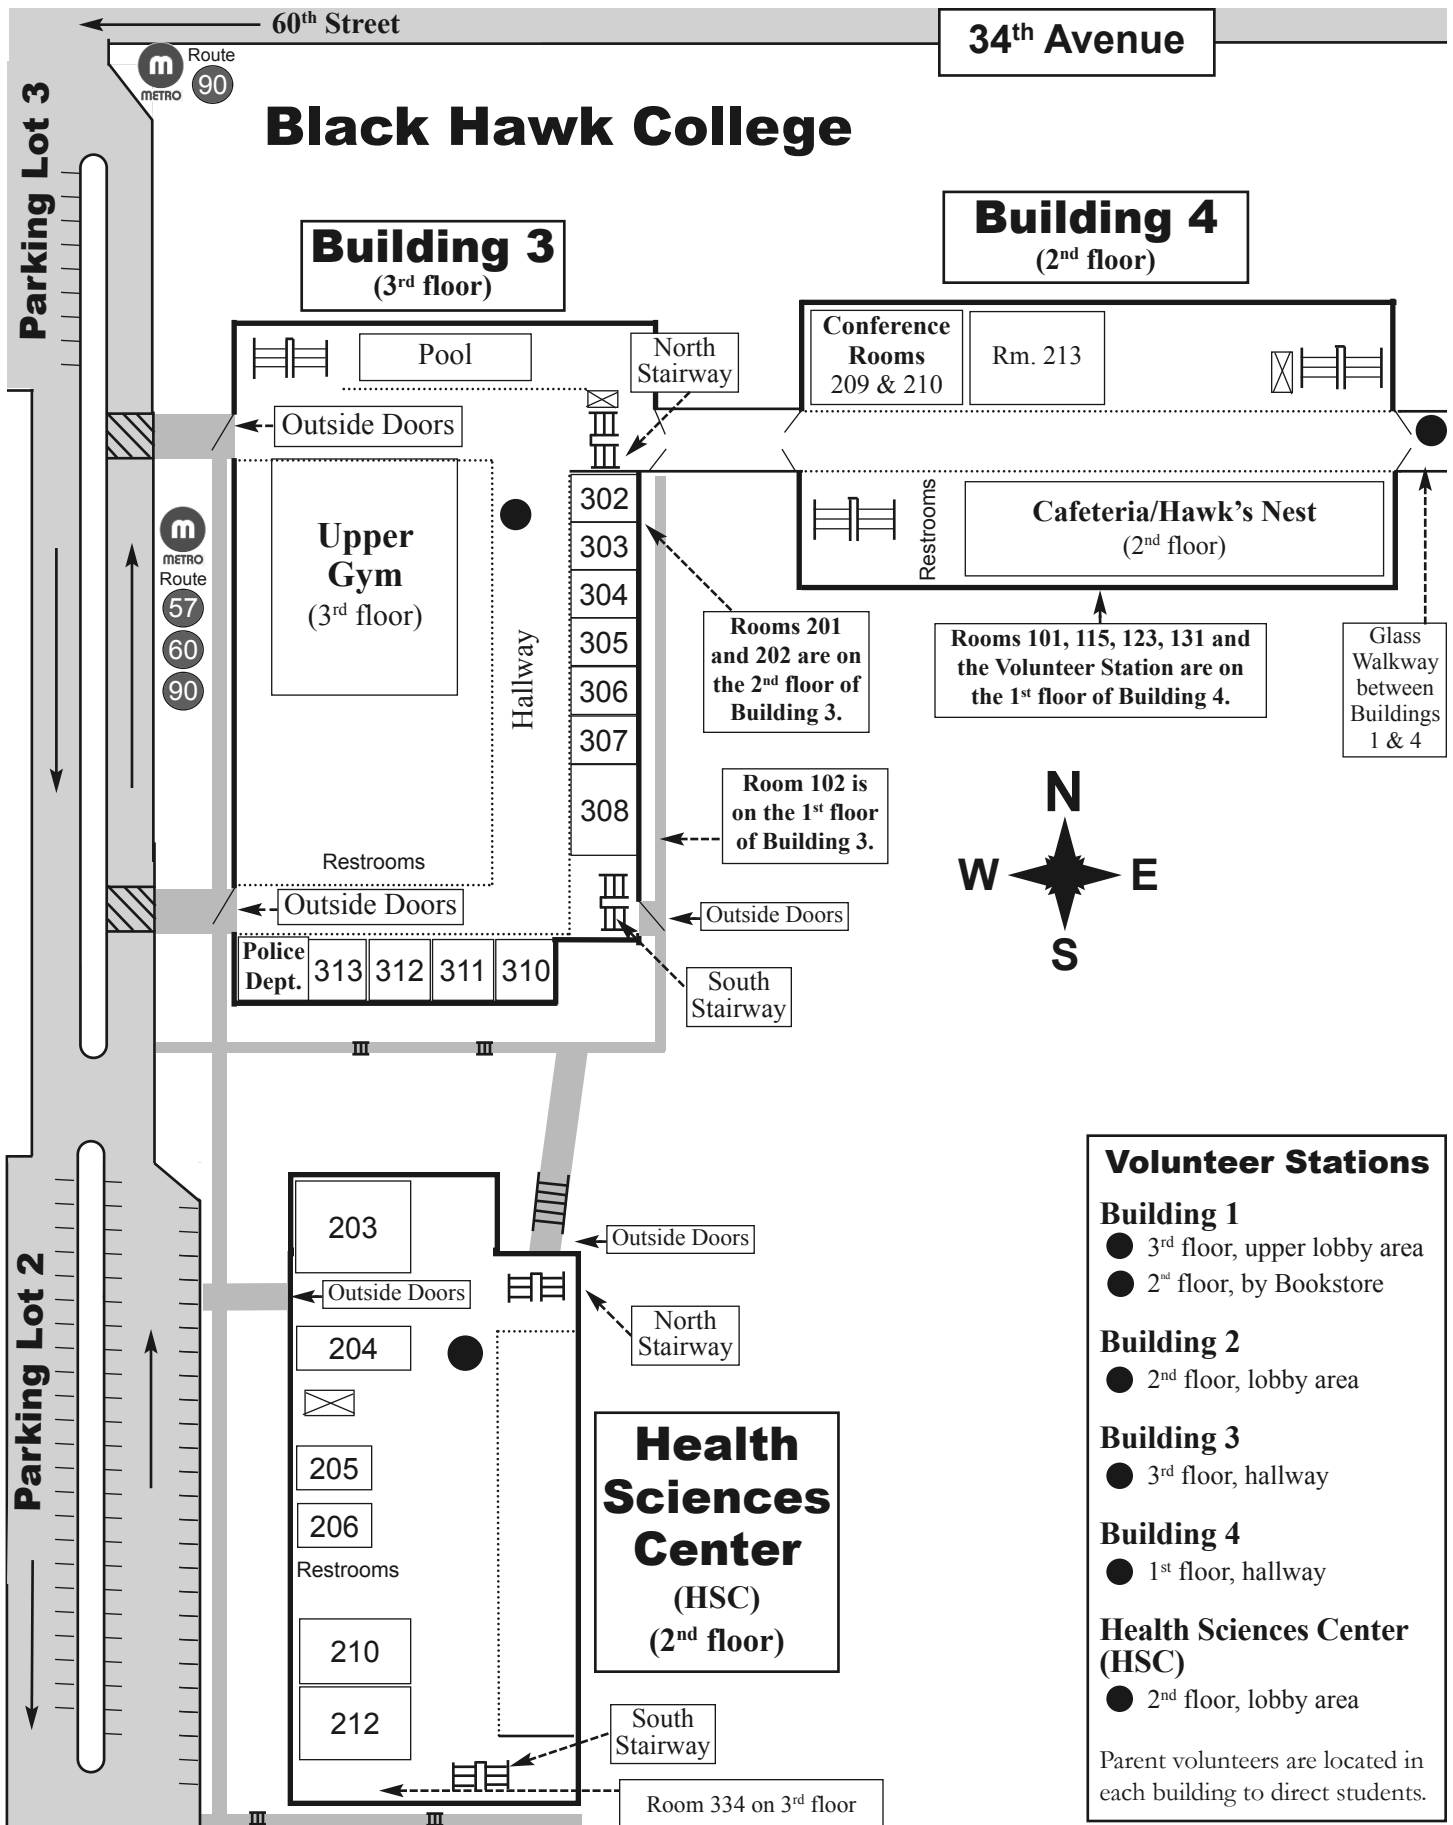 60th Street
34th Avenue
m
METRO
Route
90
Parking Lot 3
Black Hawk College
Building 3
(3rd floor)
Building 4
(2nd floor)
Pool
North
Stairway
Conference
Rooms
209 & 210
Rm. 213
Outside Doors
Upper
Gym
(3rd floor)
Hallway
302
303
304
305
306
307
308
Restrooms
Cafeteria/Hawk's Nest
(2nd floor)
m
METRO
Route
57
60
90
Rooms 201
and 202 are on
the 2nd floor of
Building 3.
Rooms 101, 115, 123, 131 and
the Volunteer Station are on
the 1st floor of Building 4.
Glass
Walkway
between
Buildings
1 & 4
Room 102 is
on the 1st floor
of Building 3.
N
W
E
S
Restrooms
Outside Doors
Outside Doors
Police
Dept.
313
312
311
310
South
Stairway
203
Outside Doors
Outside Doors
North
Stairway
204
205
206
Restrooms
210
212
Parking Lot 2
Health
Sciences
Center
(HSC)
(2nd floor)
South
Stairway
Room 334 on 3rd floor
Volunteer Stations
Building 1
3rd floor, upper lobby area
2nd floor, by Bookstore
Building 2
2nd floor, lobby area
Building 3
3rd floor, hallway
Building 4
1st floor, hallway
Health Sciences Center
(HSC)
2nd floor, lobby area
Parent volunteers are located in
each building to direct students.